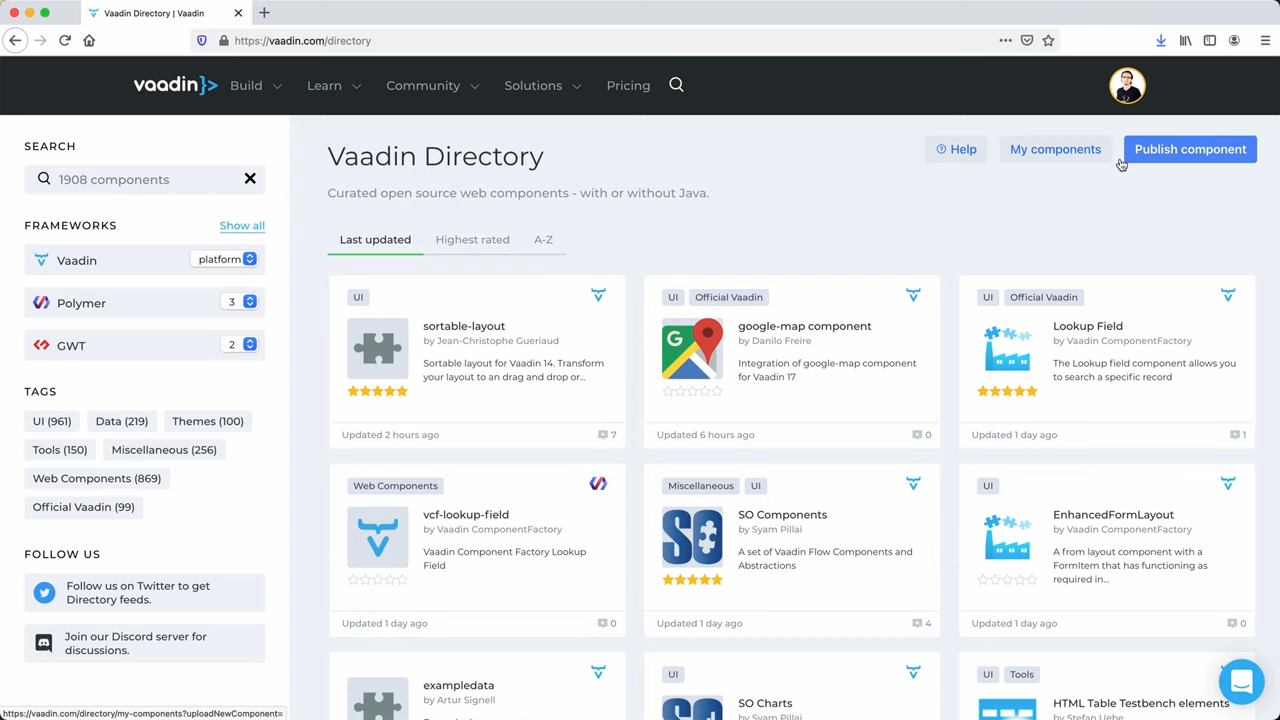 Vaadin Directory | Vaadin
https://vaadin.com/directory
vaadin}> Build Learn Community Solutions Pricing
SEARCH
1908 components
FRAMEWORKS Show all
Vaadin platform
Polymer 3
GWT 2
TAGS
UI (961) Data (219) Themes (100)
Tools (150) Miscellaneous (256)
Web Components (869)
Official Vaadin (99)
FOLLOW US
Follow us on Twitter to get
Directory feeds.
Join our Discord server for
discussions.
Vaadin Directory
Help My components Publish component
Curated open source web components - with or without Java.
Last updated Highest rated A-Z
UI
sortable-layout
by Jean-Christophe Gueriaud
Sortable layout for Vaadin 14. Transform
your layout to an drag and drop or...
Updated 2 hours ago 7
UI Official Vaadin
google-map component
by Danilo Freire
Integration of google-map component
for Vaadin 17
Updated 6 hours ago 0
UI Official Vaadin
Lookup Field
by Vaadin ComponentFactory
The Lookup field component allows you
to search a specific record
Updated 1 day ago 1
Web Components
vcf-lookup-field
by Vaadin ComponentFactory
Vaadin Component Factory Lookup
Field
Updated 1 day ago 0
Miscellaneous UI
SO
SO Components
by Syam Pillai
A set of Vaadin Flow Components and
Abstractions
Updated 1 day ago 4
UI
EnhancedFormLayout
by Vaadin ComponentFactory
A from layout component with a
FormItem that has functioning as
required in...
Updated 1 day ago 0
exampledata
by Artur Signell
UI
SO Charts
by Syam Pillai
UI Tools
HTML Table Testbench elements
by Stefan Uebe
https://vaadin.com/directory/my-components?uploadNewComponent=